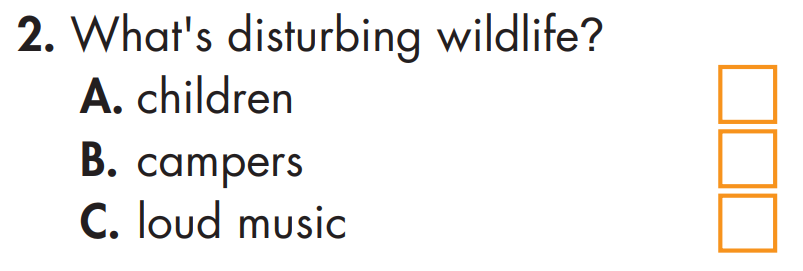 2. What's disturbing wildlife?
A. children
B. campers
C. loud music